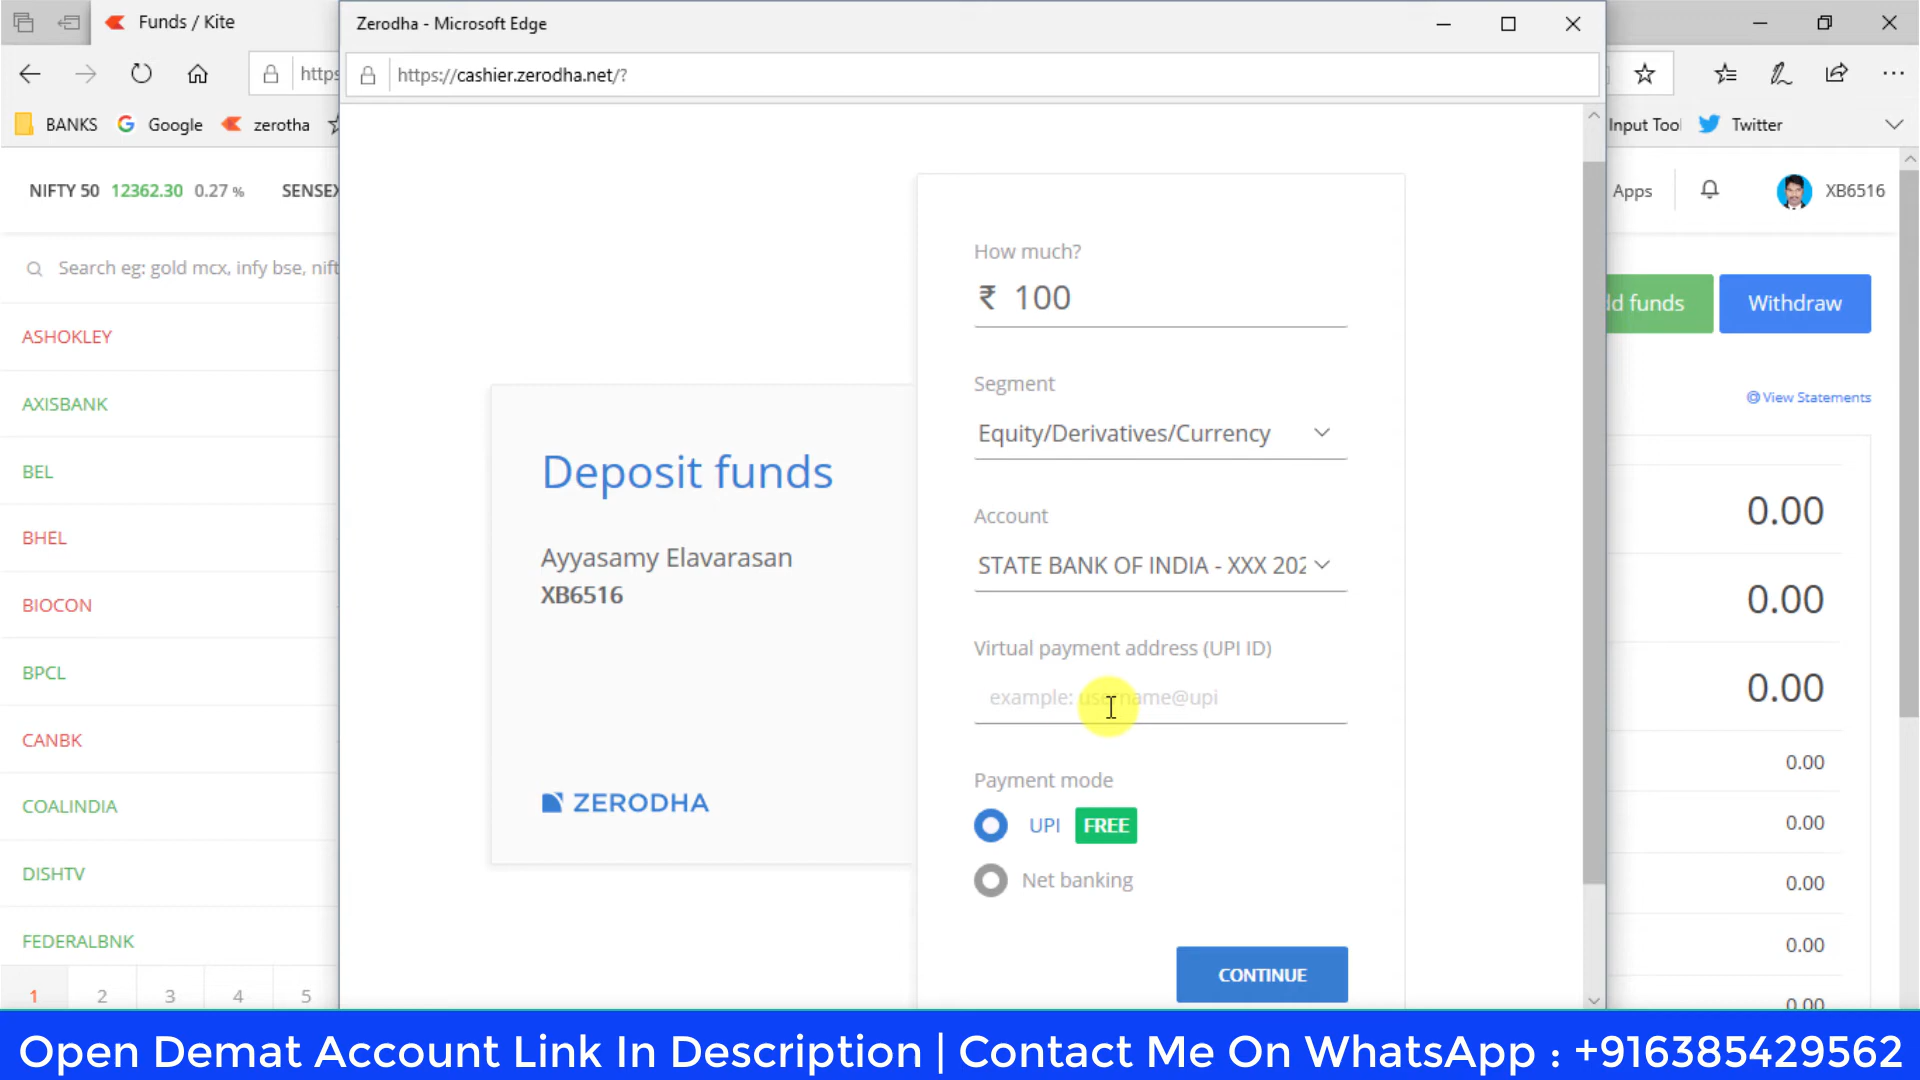 Funds / Kite
Zerodha - Microsoft Edge
https
https://cashier.zerodha.net/?
BANKS
Google
zerotha
Input Tool
Twitter
NIFTY 50 12362.30 0.27 %
SENSEX
Apps
XB6516
Search eg: gold mcx, infy bse, nift
ASHOKLEY
AXISBANK
BEL
BHEL
BIOCON
BPCL
CANBK
COALINDIA
DISHTV
FEDERALBNK
1 2 3 4 5
Deposit funds
Ayyasamy Elavarasan
XB6516
ZERODHA
How much?
₹ 100
Segment
Equity/Derivatives/Currency
Account
STATE BANK OF INDIA - XXX 202
Virtual payment address (UPI ID)
example: username@upi
Payment mode
UPI FREE
Net banking
CONTINUE
dd funds
Withdraw
View Statements
0.00
0.00
0.00
0.00
0.00
0.00
0.00
0.00
Open Demat Account Link In Description | Contact Me On WhatsApp : +916385429562